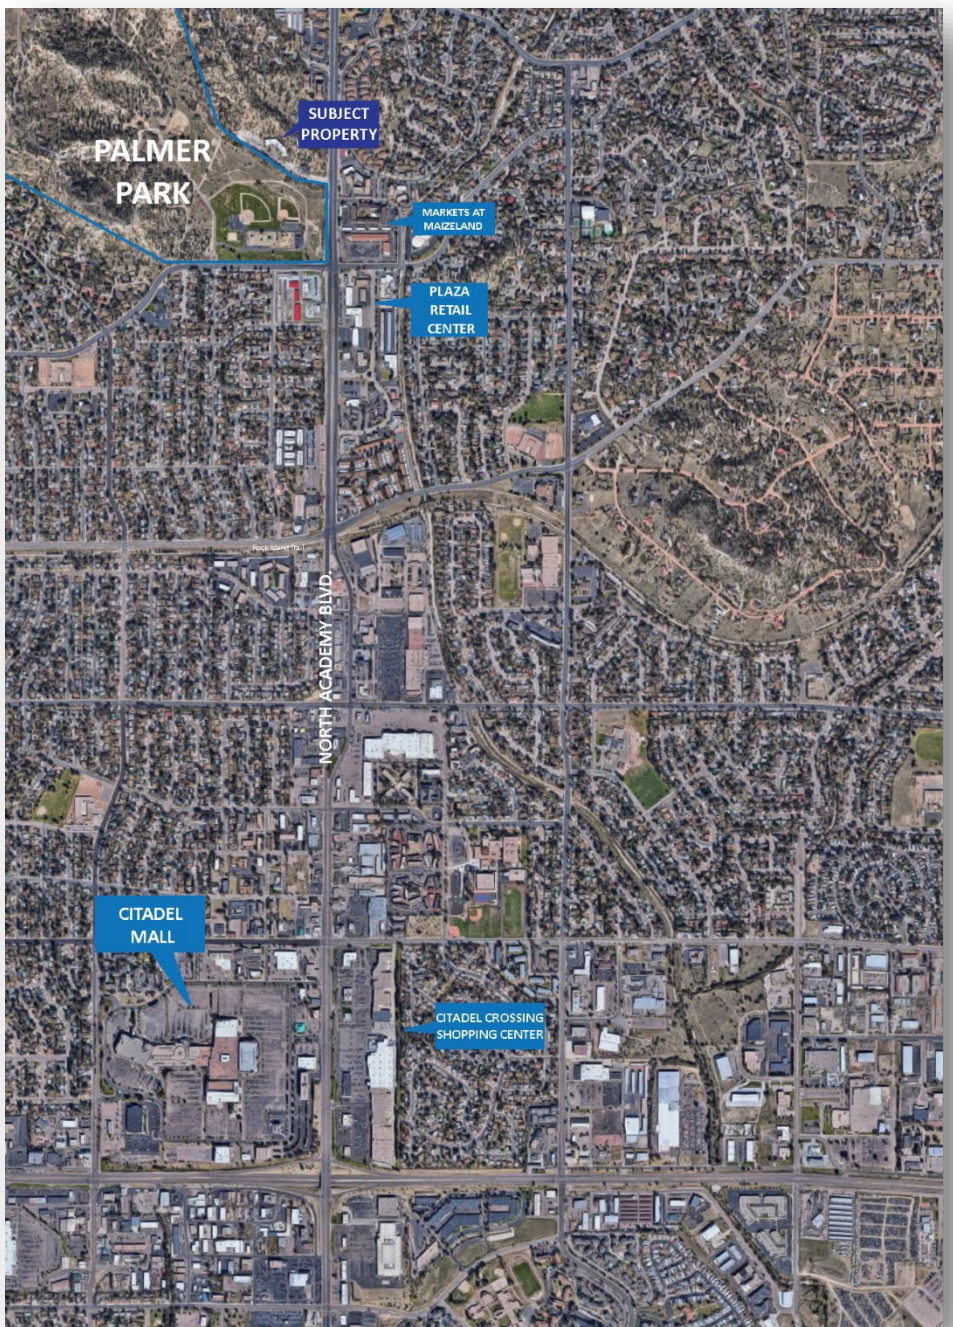 SUBJECT
PROPERTY
PALMER
PARK
MARKETS AT
MAIZELAND
PLAZA
RETAIL
CENTER
Rock Island Trail
NORTH ACADEMY BLVD.
CITADEL
MALL
CITADEL CROSSING
SHOPPING CENTER